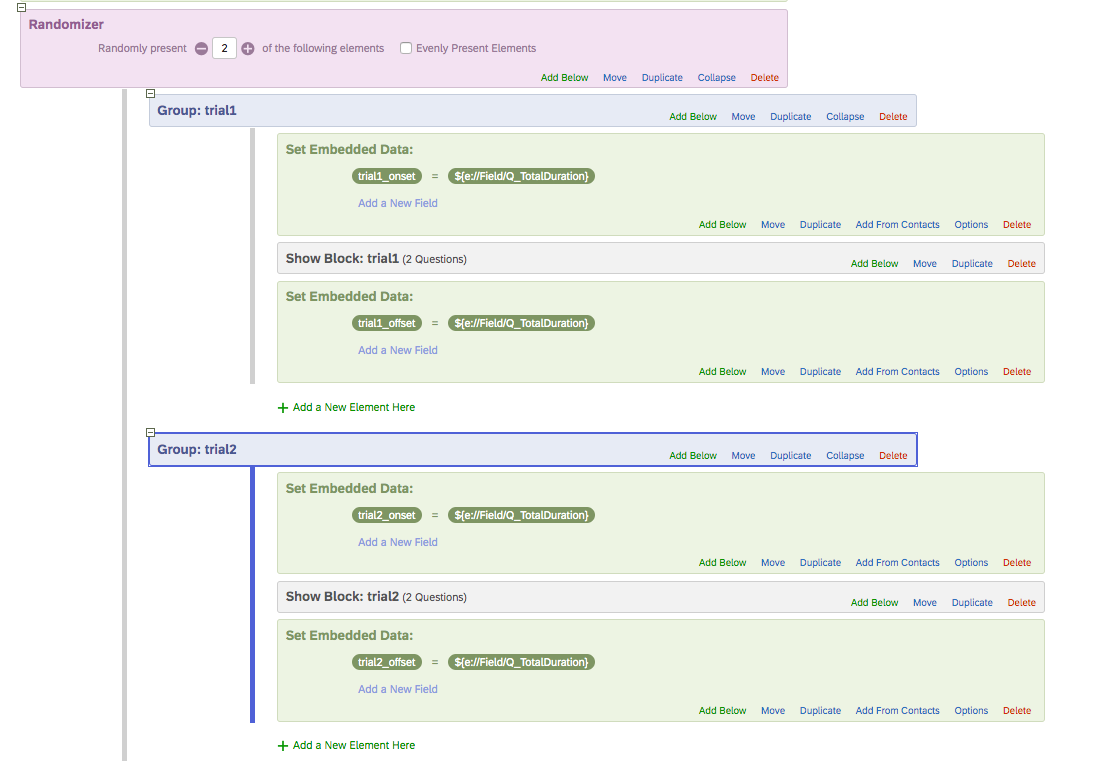 Randomizer
Randomly present 2 of the following elements Evenly Present Elements
Add Below Move Duplicate Collapse Delete
Group: trial1
Add Below Move Duplicate Collapse Delete
Set Embedded Data:
trial1_onset = ${e://Field/Q_TotalDuration}
Add a New Field
Add Below Move Duplicate Add From Contacts Options Delete
Show Block: trial1 (2 Questions)
Add Below Move Duplicate Delete
Set Embedded Data:
trial1_offset = ${e://Field/Q_TotalDuration}
Add a New Field
Add Below Move Duplicate Add From Contacts Options Delete
+ Add a New Element Here
Group: trial2
Add Below Move Duplicate Collapse Delete
Set Embedded Data:
trial2_onset = ${e://Field/Q_TotalDuration}
Add a New Field
Add Below Move Duplicate Add From Contacts Options Delete
Show Block: trial2 (2 Questions)
Add Below Move Duplicate Delete
Set Embedded Data:
trial2_offset = ${e://Field/Q_TotalDuration}
Add a New Field
Add Below Move Duplicate Add From Contacts Options Delete
+ Add a New Element Here